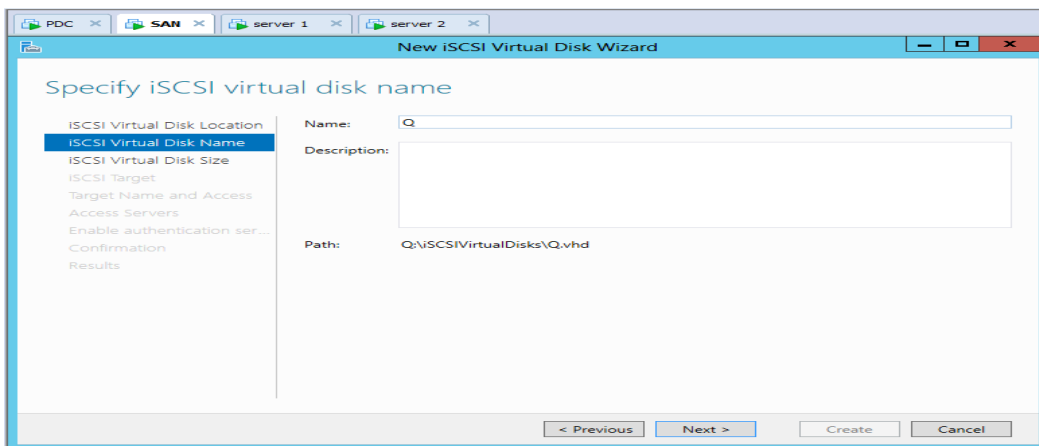 PDC × SAN × server 1 × server 2 ×
New iSCSI Virtual Disk Wizard
Specify iSCSI virtual disk name
iSCSI Virtual Disk Location
iSCSI Virtual Disk Name
iSCSI Virtual Disk Size
iSCSI Target
Target Name and Access
Access Servers
Enable authentication ser...
Confirmation
Results
Name: Q
Description:
Path: Q:\iSCSIVirtualDisks\Q.vhd
< Previous Next > Create Cancel